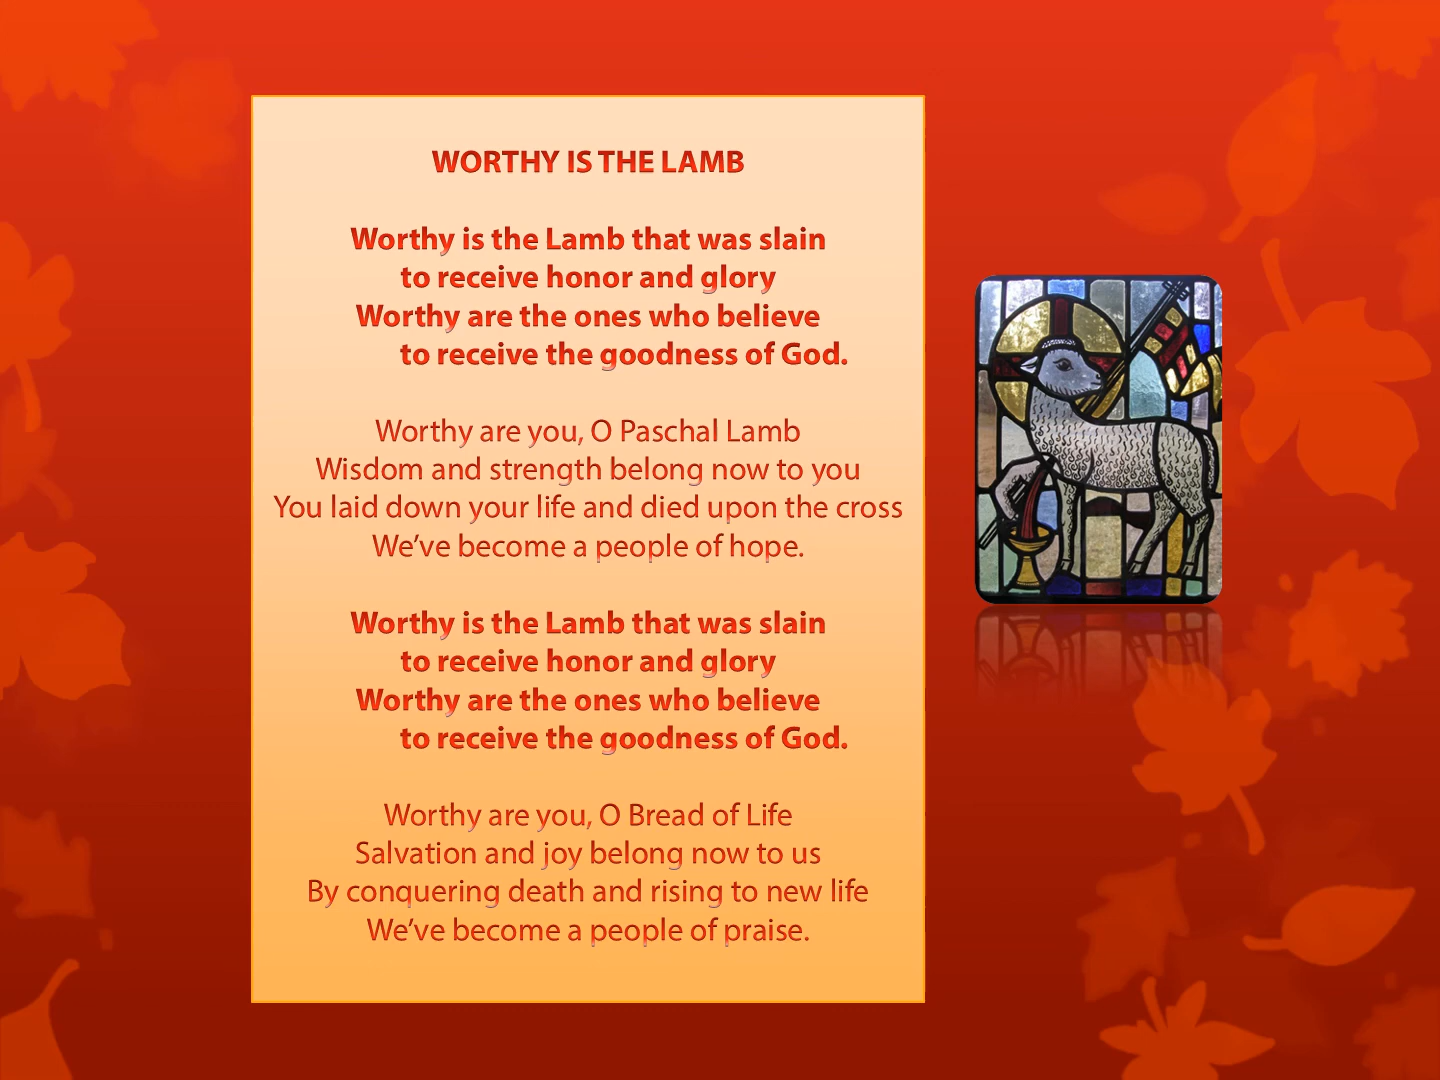 WORTHY IS THE LAMB
Worthy is the Lamb that was slain
to receive honor and glory
Worthy are the ones who believe
to receive the goodness of God.
Worthy are you, O Paschal Lamb
Wisdom and strength belong now to you
You laid down your life and died upon the cross
We’ve become a people of hope.
Worthy is the Lamb that was slain
to receive honor and glory
Worthy are the ones who believe
to receive the goodness of God.
Worthy are you, O Bread of Life
Salvation and joy belong now to us
By conquering death and rising to new life
We’ve become a people of praise.